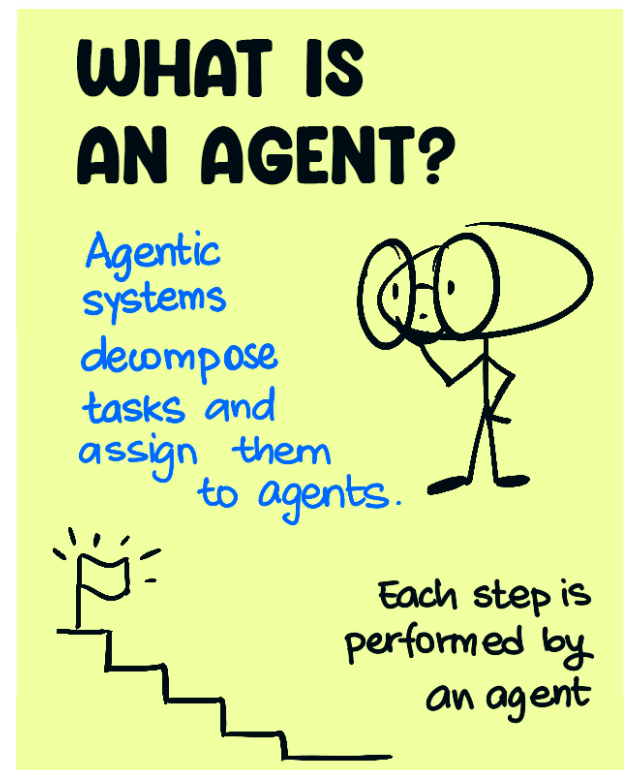 WHAT IS
AN AGENT?
Agentic
systems
decompose
tasks and
assign them
to agents.
Each step is
performed by
an agent